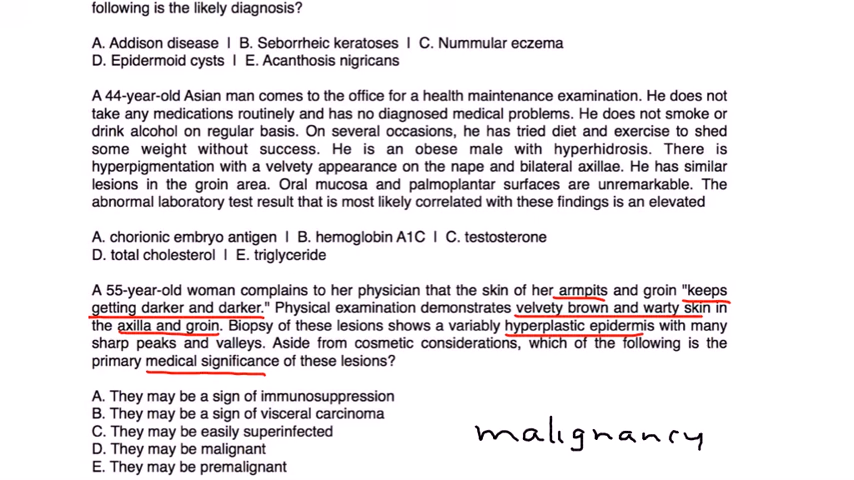 following is the likely diagnosis?
A. Addison disease | B. Seborrheic keratoses | C. Nummular eczema
D. Epidermoid cysts | E. Acanthosis nigricans
A 44-year-old Asian man comes to the office for a health maintenance examination. He does not
take any medications routinely and has no diagnosed medical problems. He does not smoke or
drink alcohol on regular basis. On several occasions, he has tried diet and exercise to shed
some weight without success. He is an obese male with hyperhidrosis. There is
hyperpigmentation with a velvety appearance on the nape and bilateral axillae. He has similar
lesions in the groin area. Oral mucosa and palmoplantar surfaces are unremarkable. The
abnormal laboratory test result that is most likely correlated with these findings is an elevated
A. chorionic embryo antigen | B. hemoglobin A1C | C. testosterone
D. total cholesterol | E. triglyceride
A 55-year-old woman complains to her physician that the skin of her armpits and groin "keeps
getting darker and darker." Physical examination demonstrates velvety brown and warty skin in
the axilla and groin. Biopsy of these lesions shows a variably hyperplastic epidermis with many
sharp peaks and valleys. Aside from cosmetic considerations, which of the following is the
primary medical significance of these lesions?
A. They may be a sign of immunosuppression
B. They may be a sign of visceral carcinoma
C. They may be easily superinfected
D. They may be malignant
E. They may be premalignant
malignancy